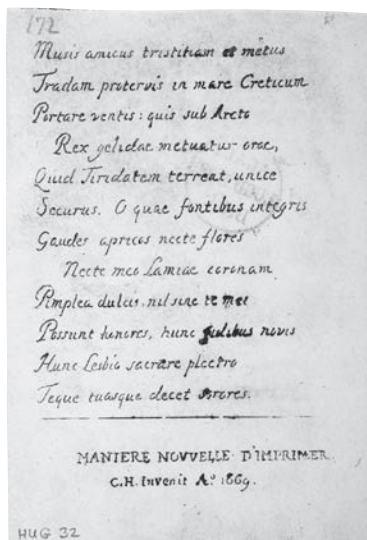 172
Musis amicus tristitiam et metus
Tradam protervis in mare Creticum
Portare ventis: quis sub Arcto
Rex gelidae metuatur orae,
Quid Tiridatem terreat, unice
Securus. O quae fontibus integris
Gaudes apricos necte flores
Necte meo Lamiae coronam
Pimplea dulcis. nil sine te mei
Possunt honores, hunc fidibus novis
Hunc Lesbio sacrare plectro
Teque tuasque decet sorores.
MANIERE NOVVELLE D'IMPRIMER
C.H. Invenit Aº. 1669.
HUG 32